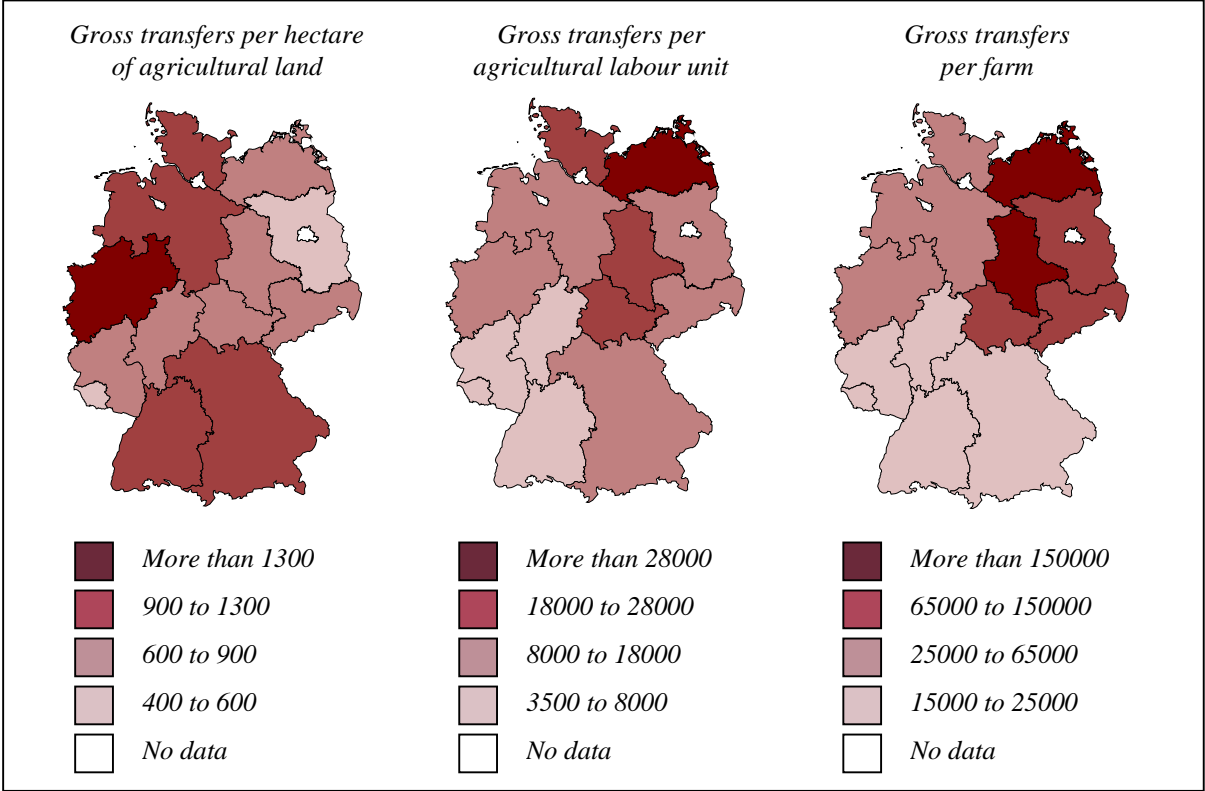 Gross transfers per hectare
of agricultural land
Gross transfers per
agricultural labour unit
Gross transfers
per farm
More than 1300
900 to 1300
600 to 900
400 to 600
No data
More than 28000
18000 to 28000
8000 to 18000
3500 to 8000
No data
More than 150000
65000 to 150000
25000 to 65000
15000 to 25000
No data